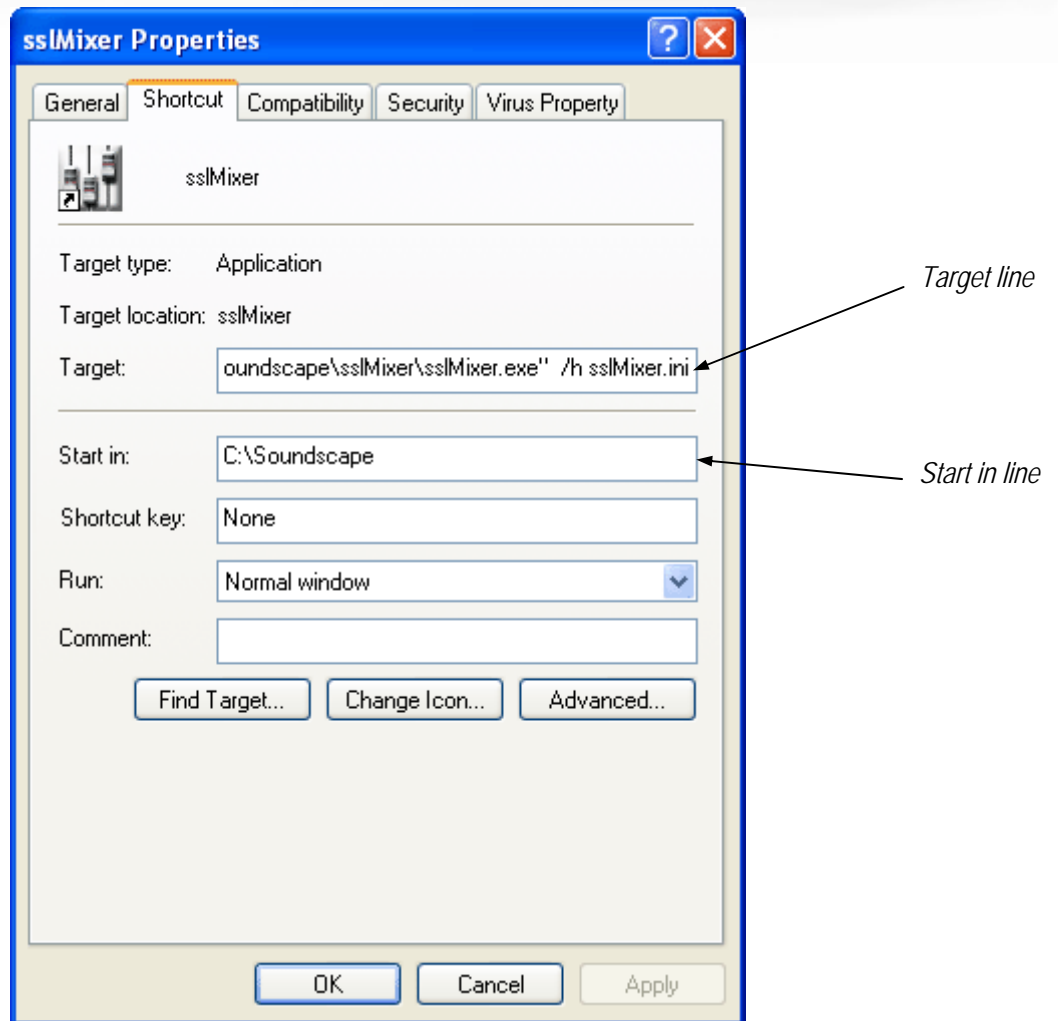 sslMixer Properties
General Shortcut Compatibility Security Virus Property
sslMixer
Target type: Application
Target line
Target location: sslMixer
Target: oundscape\sslMixer\sslMixer.exe"  /h sslMixer.ini
Start in: C:\Soundscape
Start in line
Shortcut key: None
Run: Normal window
Comment:
Find Target... Change Icon... Advanced...
OK Cancel Apply